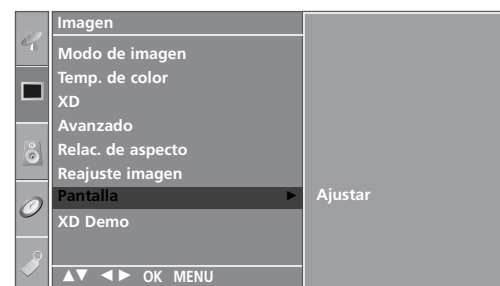 Imagen
Modo de imagen
Temp. de color
XD
Avanzado
Relac. de aspecto
Reajuste imagen
Pantalla ► Ajustar
XD Demo
▲▼ ◄► OK MENU